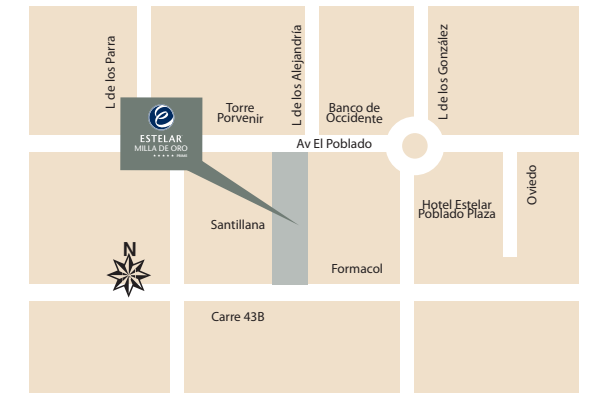 L de los Parra
L de los Alejandría
L de los González
Torre
Porvenir
Banco de
Occidente
e
ESTELAR
MILLA DE ORO
Av El Poblado
Oviedo
Hotel Estelar
Poblado Plaza
Santillana
N
Formacol
Carre 43B